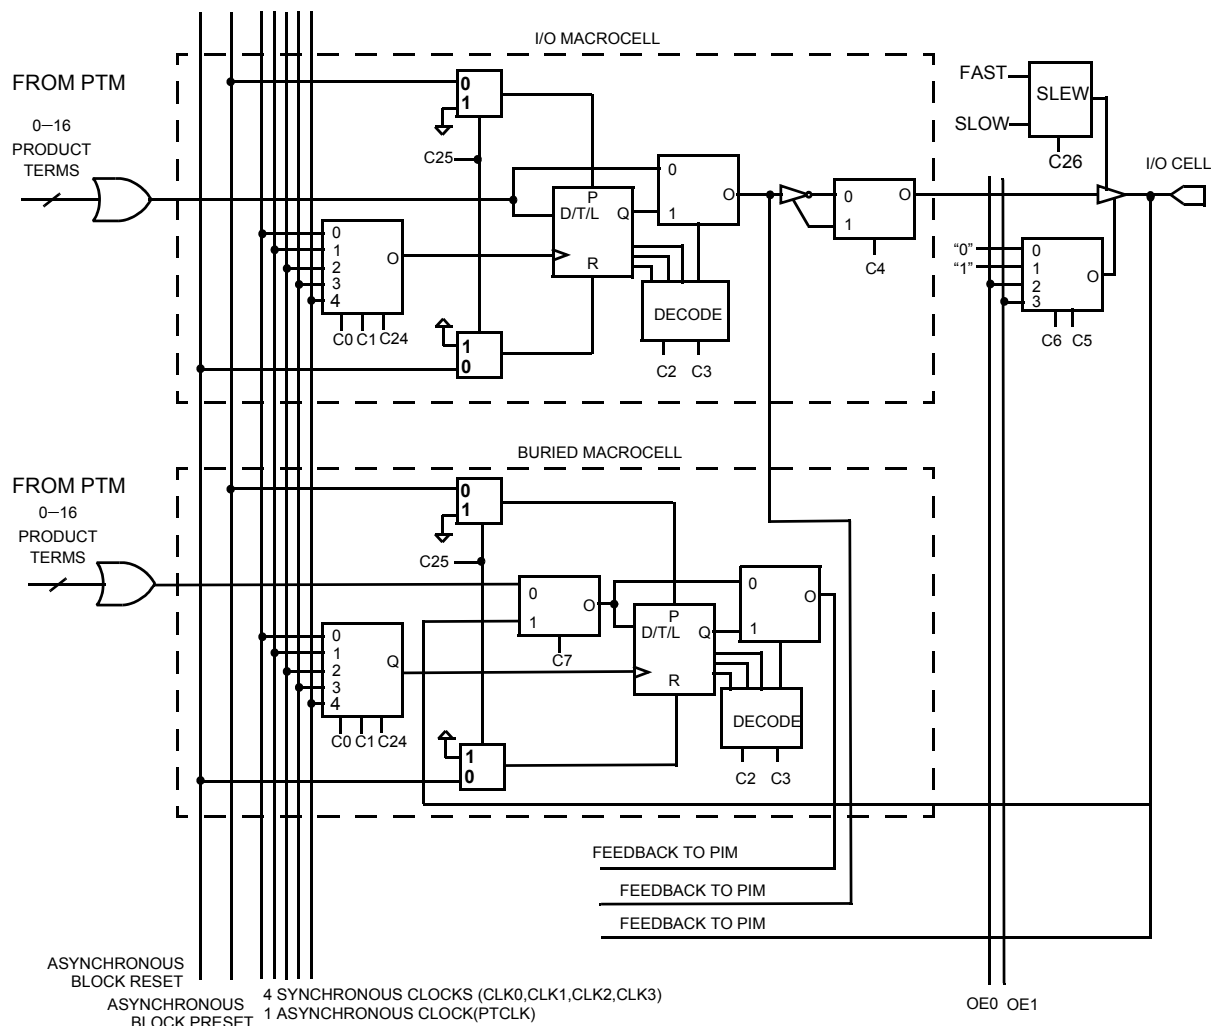 I/O MACROCELL
FROM PTM
0−16
PRODUCT
TERMS
0
1
C25
FAST
SLOW
SLEW
C26
I/O CELL
0
1
O
P
D/T/L
Q
R
0
1
O
C4
0
1
2
3
4
O
C0 C1 C24
DECODE
C2 C3
1
0
“0”
“1”
0
1
2
3
O
C6 C5
BURIED MACROCELL
FROM PTM
0−16
PRODUCT
TERMS
0
1
C25
0
1
O
C7
P
D/T/L
Q
R
0
1
O
0
1
2
3
4
Q
C0 C1 C24
DECODE
C2 C3
1
0
FEEDBACK TO PIM
FEEDBACK TO PIM
FEEDBACK TO PIM
ASYNCHRONOUS
BLOCK RESET
ASYNCHRONOUS
BLOCK PRESET
4 SYNCHRONOUS CLOCKS (CLK0,CLK1,CLK2,CLK3)
1 ASYNCHRONOUS CLOCK(PTCLK)
OE0 OE1